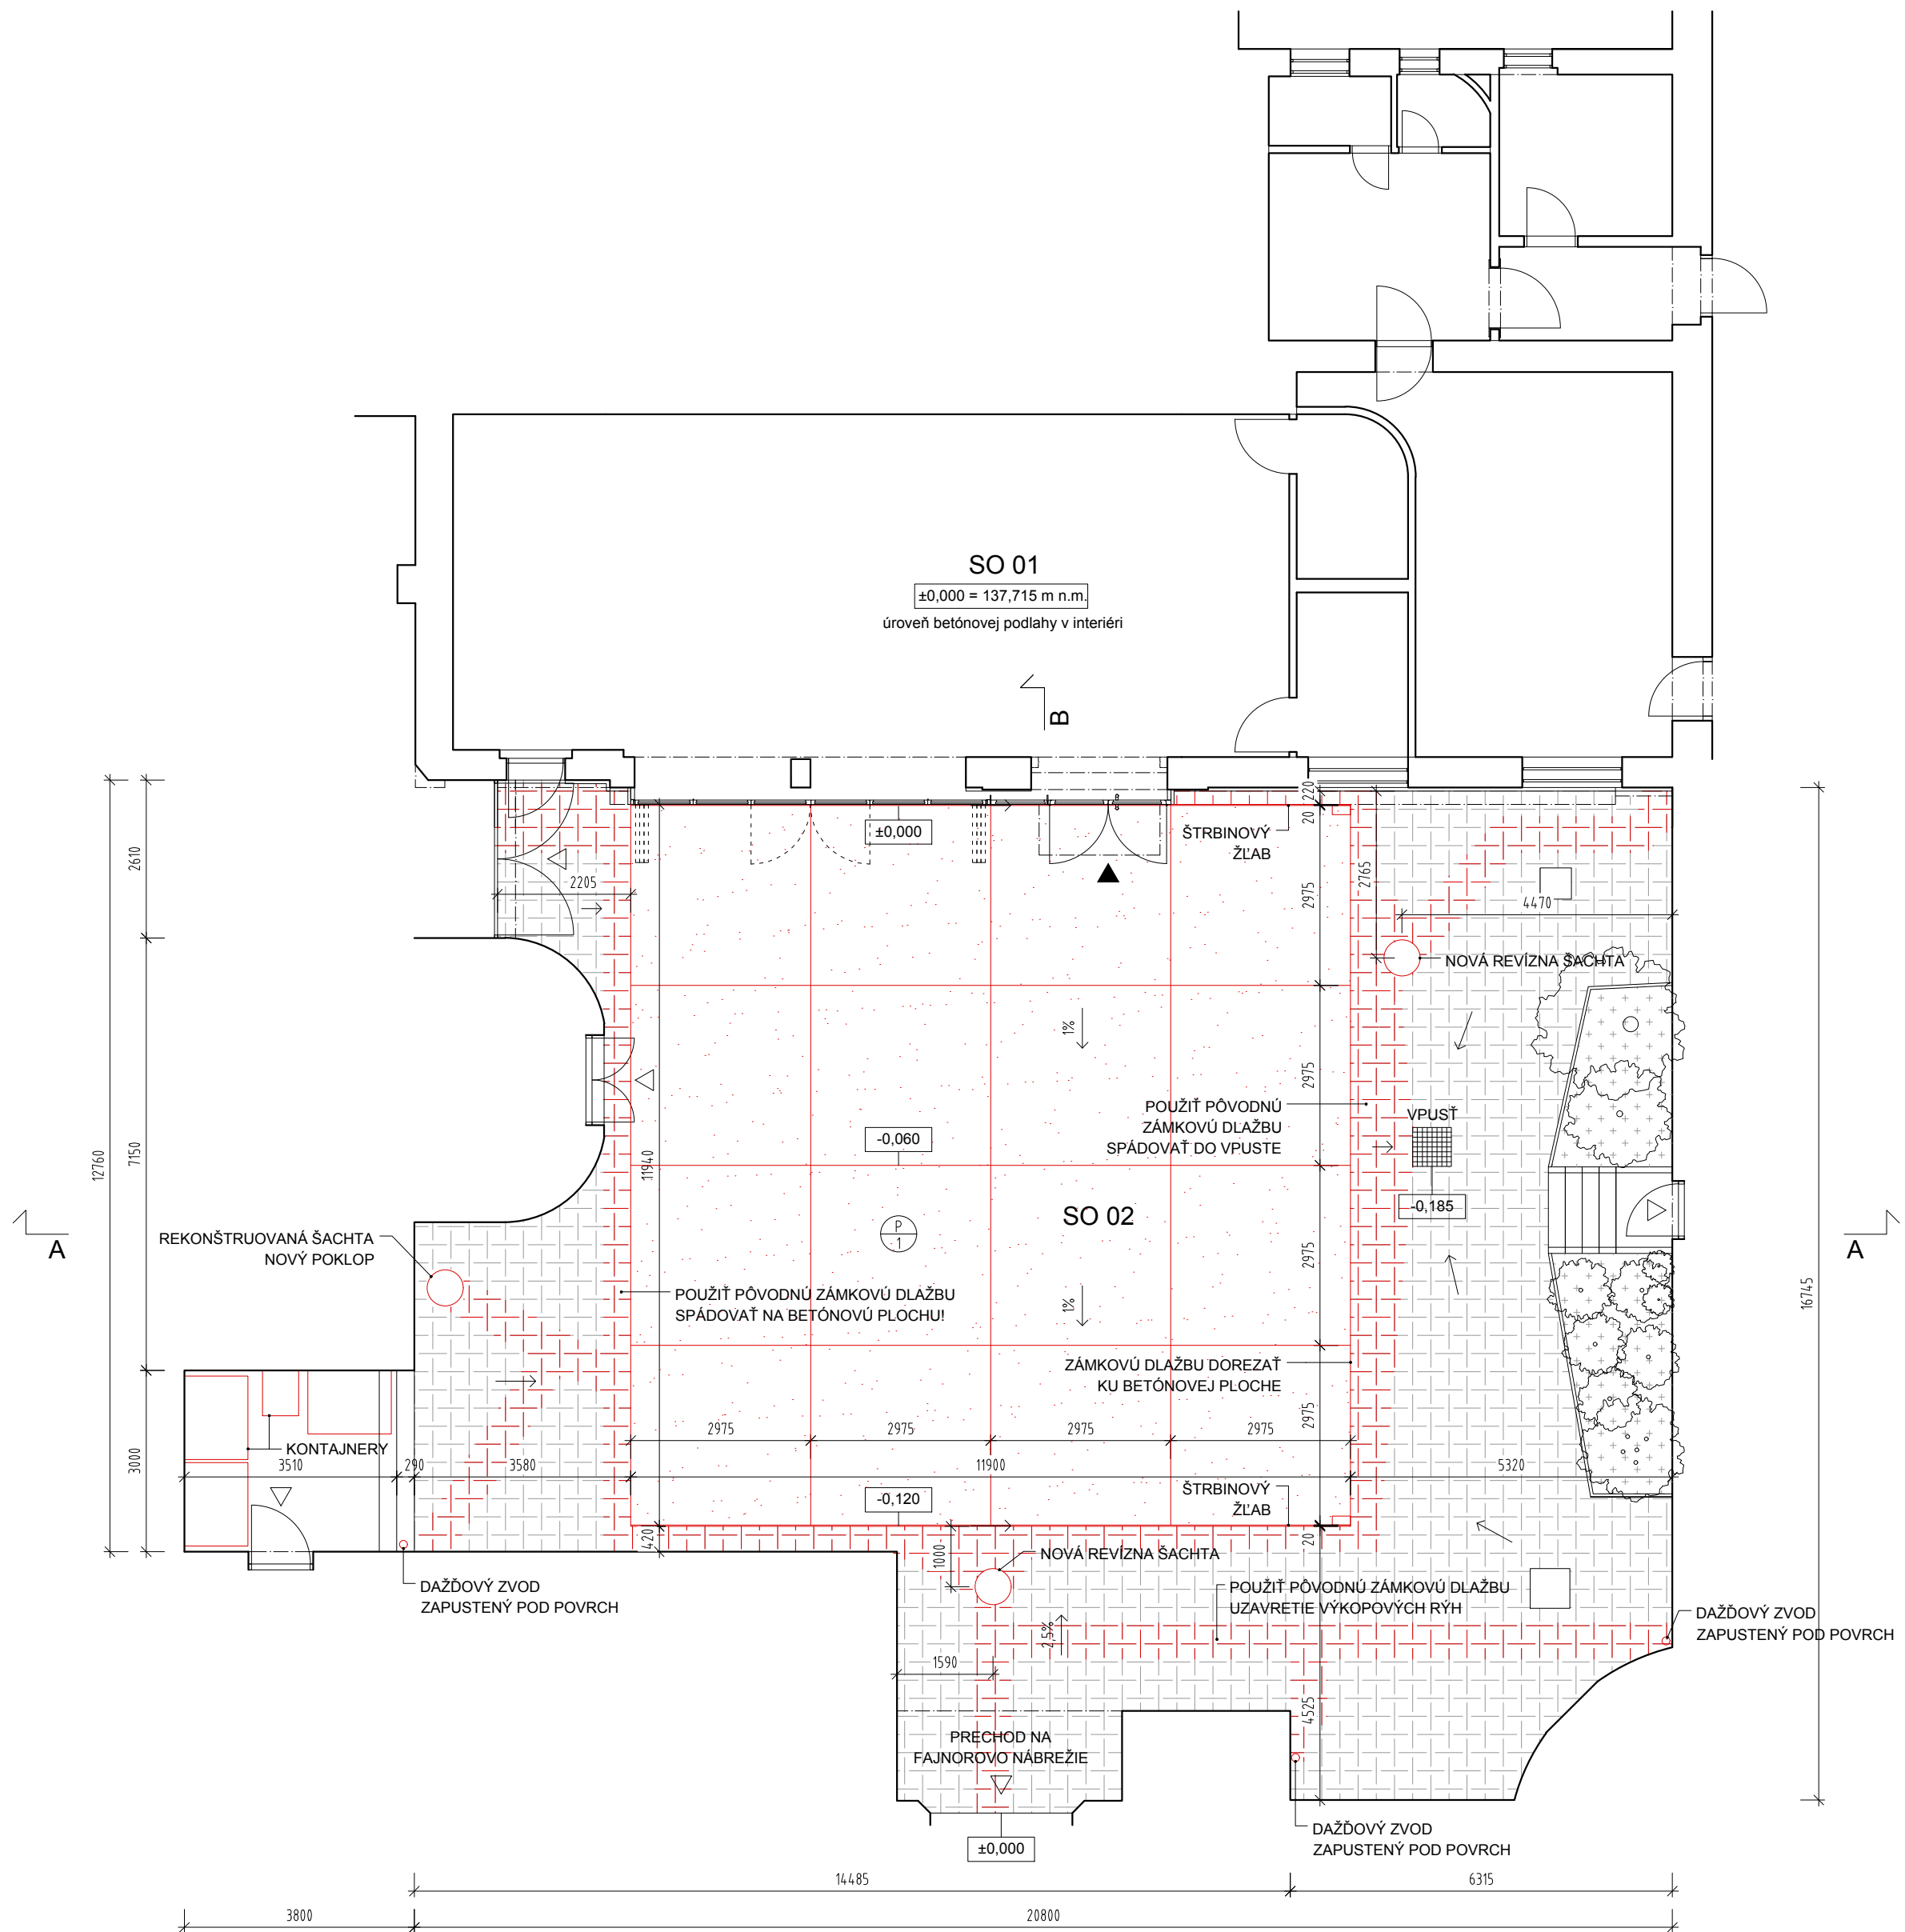 SO 01
±0,000 = 137,715 m n.m.
úroveň betónovej podlahy v interiéri
B
220
20
±0,000
ŠTRBINOVÝ
ŽĽAB
2610
2205
2765
2975
4470
NOVÁ REVÍZNA ŠACHTA
1%
2975
POUŽIŤ PÔVODNÚ
ZÁMKOVÚ DLAŽBU
SPÁDOVAŤ DO VPUSTE
VPUSŤ
-0,060
12760
7150
11940
-0,185
SO 02
P
1
A
A
REKONŠTRUOVANÁ ŠACHTA
NOVÝ POKLOP
2975
16745
POUŽIŤ PÔVODNÚ ZÁMKOVÚ DLAŽBU
SPÁDOVAŤ NA BETÓNOVÚ PLOCHU!
1%
ZÁMKOVÚ DLAŽBU DOREZAŤ
KU BETÓNOVEJ PLOCHE
2975
2975
2975
2975
2975
KONTAJNERY
3000
3510
290
3580
11900
5320
-0,120
ŠTRBINOVÝ
ŽĽAB
420
20
1000
NOVÁ REVÍZNA ŠACHTA
DAŽĎOVÝ ZVOD
ZAPUSTENÝ POD POVRCH
POUŽIŤ PÔVODNÚ ZÁMKOVÚ DLAŽBU
UZAVRETIE VÝKOPOVÝCH RÝH
DAŽĎOVÝ ZVOD
ZAPUSTENÝ POD POVRCH
2,5%
1590
4525
PRECHOD NA
FAJNOROVO NÁBREŽIE
±0,000
DAŽĎOVÝ ZVOD
ZAPUSTENÝ POD POVRCH
14485
6315
3800
20800